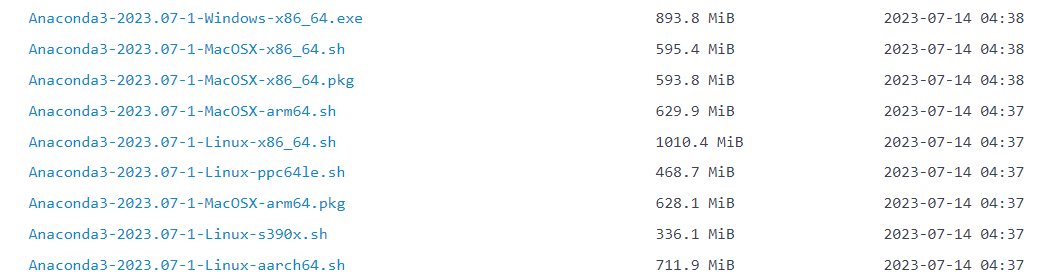 Anaconda3-2023.07-1-Windows-x86_64.exe 893.8 MiB 2023-07-14 04:38
Anaconda3-2023.07-1-MacOSX-x86_64.sh 595.4 MiB 2023-07-14 04:38
Anaconda3-2023.07-1-MacOSX-x86_64.pkg 593.8 MiB 2023-07-14 04:38
Anaconda3-2023.07-1-MacOSX-arm64.sh 629.9 MiB 2023-07-14 04:37
Anaconda3-2023.07-1-Linux-x86_64.sh 1010.4 MiB 2023-07-14 04:37
Anaconda3-2023.07-1-Linux-ppc64le.sh 468.7 MiB 2023-07-14 04:37
Anaconda3-2023.07-1-MacOSX-arm64.pkg 628.1 MiB 2023-07-14 04:37
Anaconda3-2023.07-1-Linux-s390x.sh 336.1 MiB 2023-07-14 04:37
Anaconda3-2023.07-1-Linux-aarch64.sh 711.9 MiB 2023-07-14 04:37